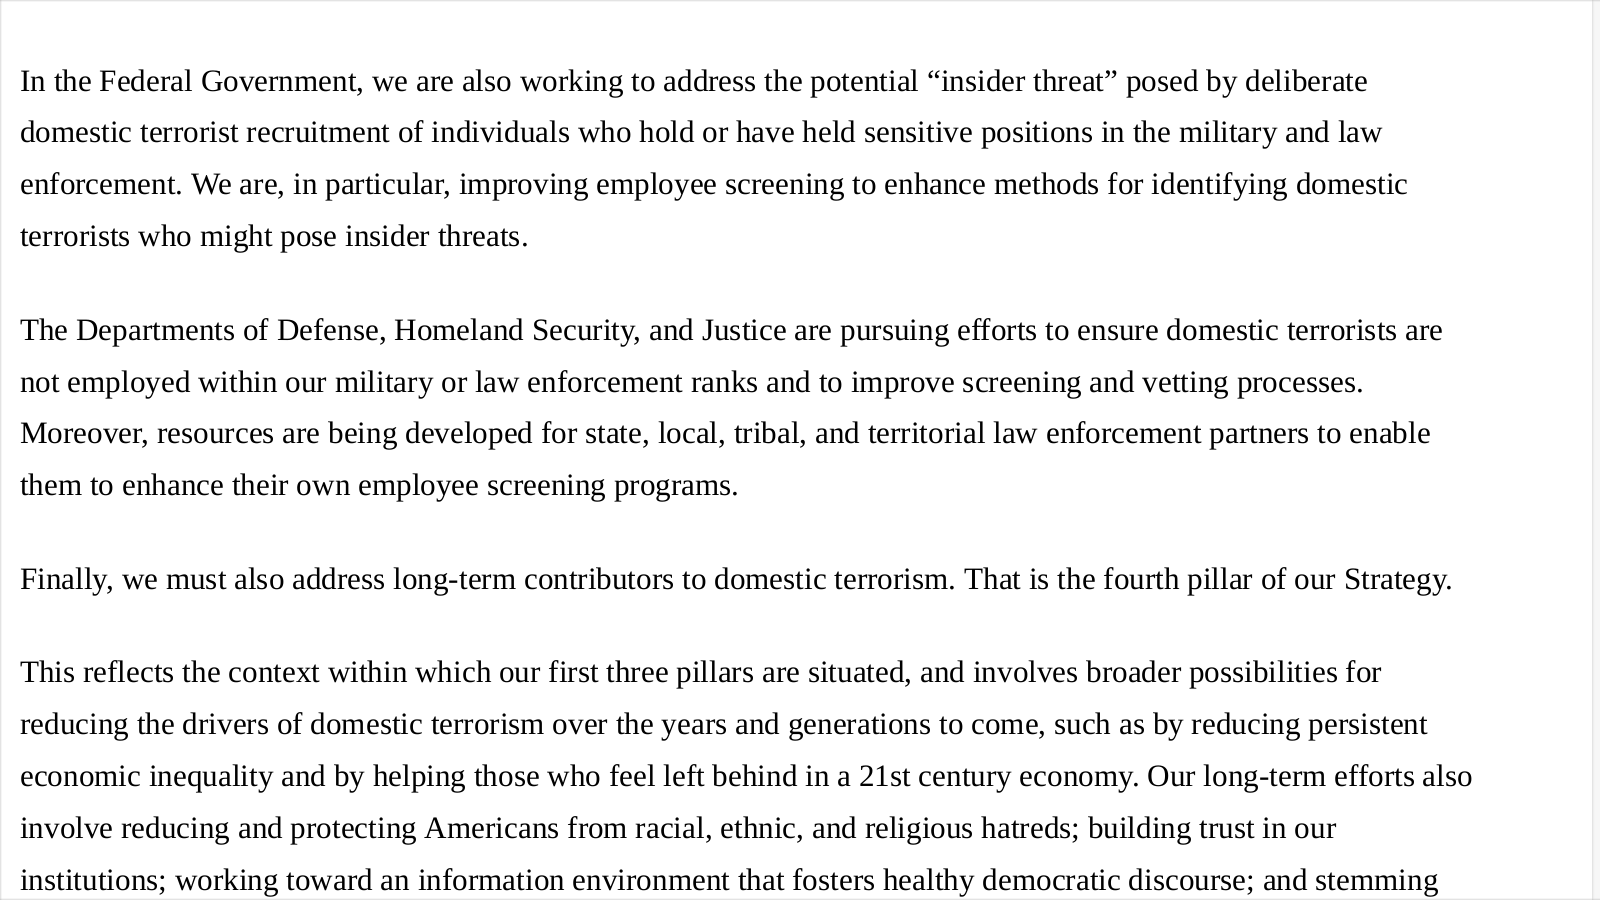 In the Federal Government, we are also working to address the potential “insider threat” posed by deliberate
domestic terrorist recruitment of individuals who hold or have held sensitive positions in the military and law
enforcement. We are, in particular, improving employee screening to enhance methods for identifying domestic
terrorists who might pose insider threats.
The Departments of Defense, Homeland Security, and Justice are pursuing efforts to ensure domestic terrorists are
not employed within our military or law enforcement ranks and to improve screening and vetting processes.
Moreover, resources are being developed for state, local, tribal, and territorial law enforcement partners to enable
them to enhance their own employee screening programs.
Finally, we must also address long-term contributors to domestic terrorism. That is the fourth pillar of our Strategy.
This reflects the context within which our first three pillars are situated, and involves broader possibilities for
reducing the drivers of domestic terrorism over the years and generations to come, such as by reducing persistent
economic inequality and by helping those who feel left behind in a 21st century economy. Our long-term efforts also
involve reducing and protecting Americans from racial, ethnic, and religious hatreds; building trust in our
institutions; working toward an information environment that fosters healthy democratic discourse; and stemming